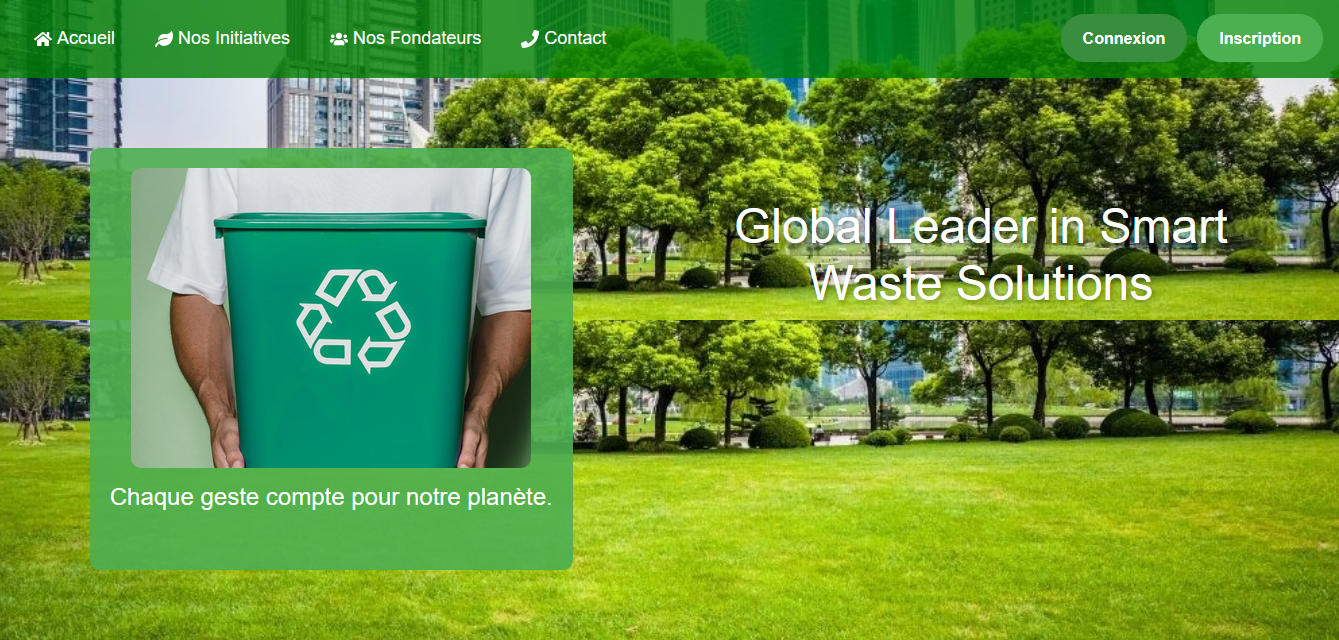 Accueil
Nos Initiatives
Nos Fondateurs
Contact
Connexion
Inscription
Global Leader in Smart
Waste Solutions
Chaque geste compte pour notre planète.